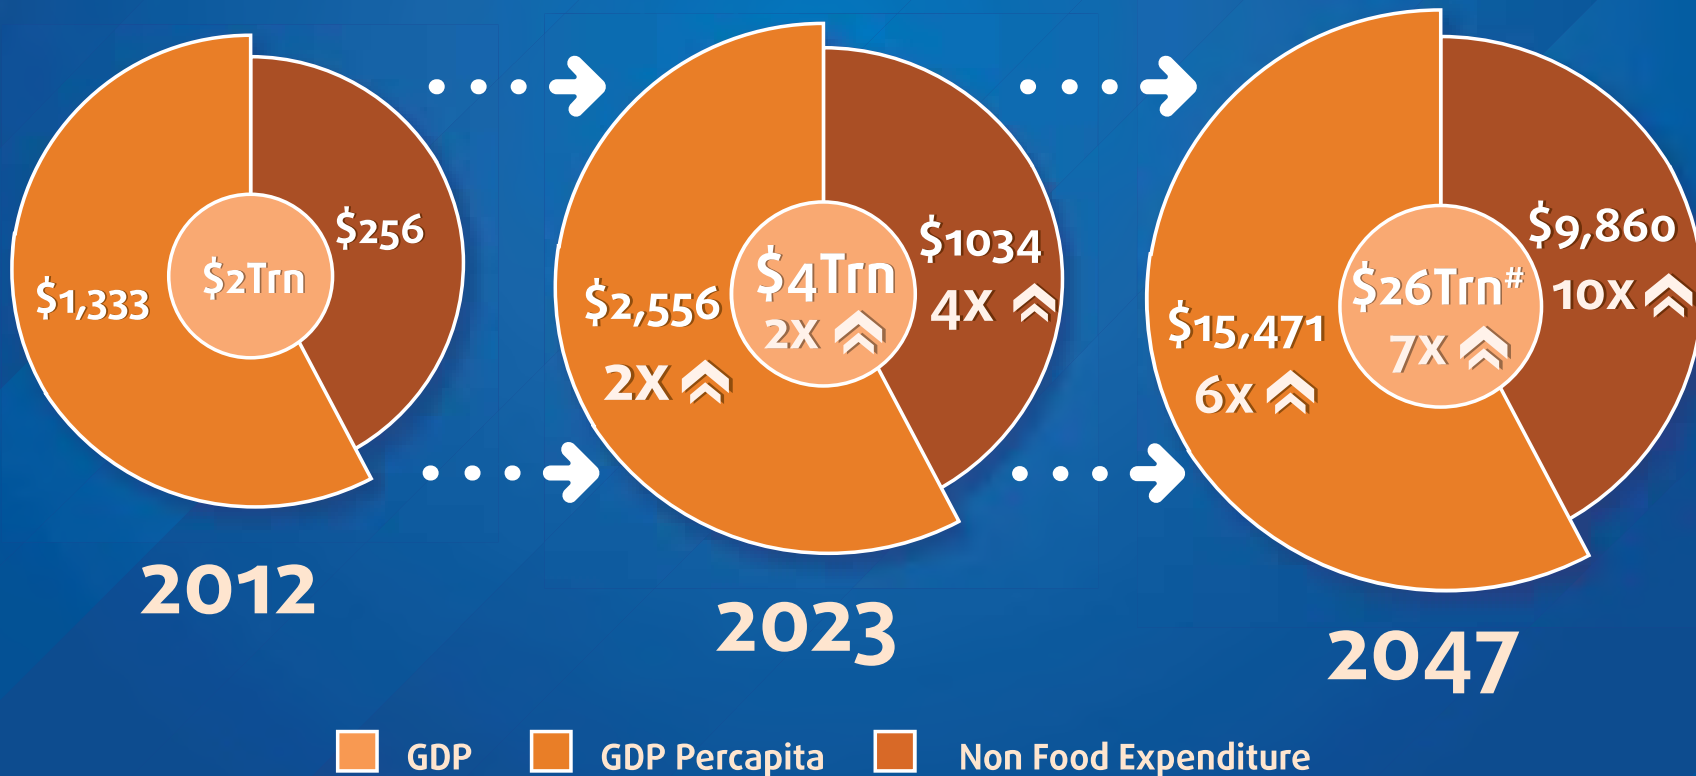 $1,333
$2Trn
$256
2012
$2,556
2X
$4Trn
2X
$1034
4X
2023
$15,471
6X
$26Trn#
7X
$9,860
10X
2047
GDP
GDP Percapita
Non Food Expenditure